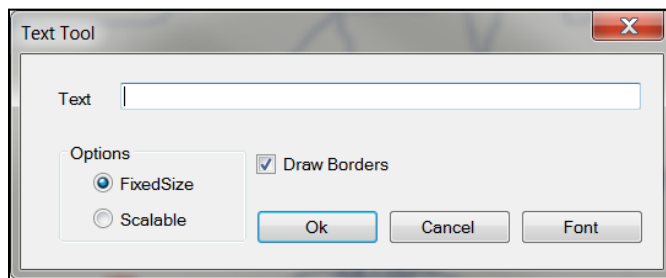 Text Tool
Text
Options
FixedSize
Scalable
Draw Borders
Ok
Cancel
Font